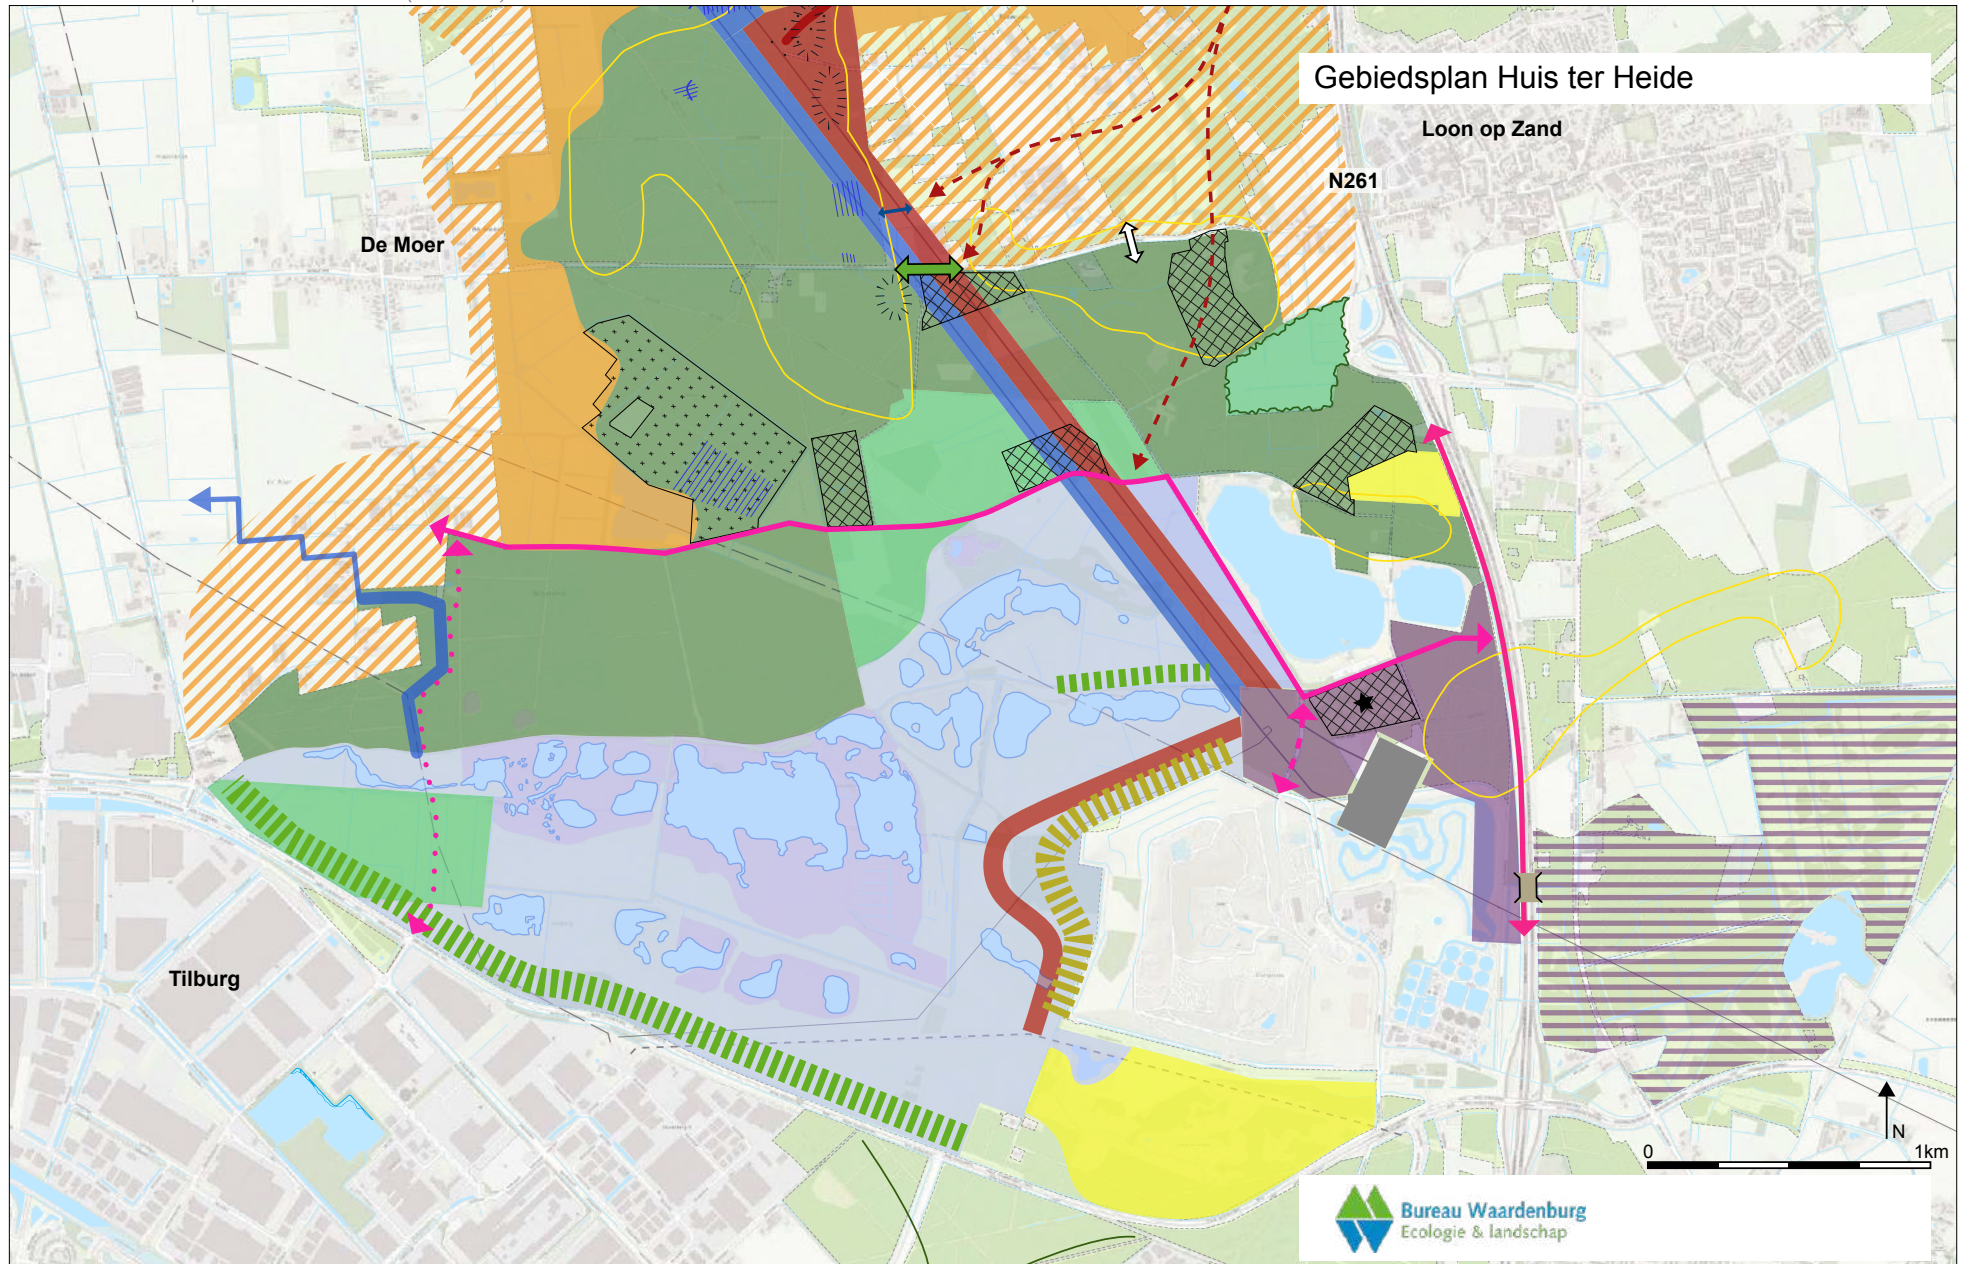 Gebiedsplan Huis ter Heide
Loon op Zand
N261
De Moer
Tilburg
N
0 1km
Bureau Waardenburg
Ecologie & landschap